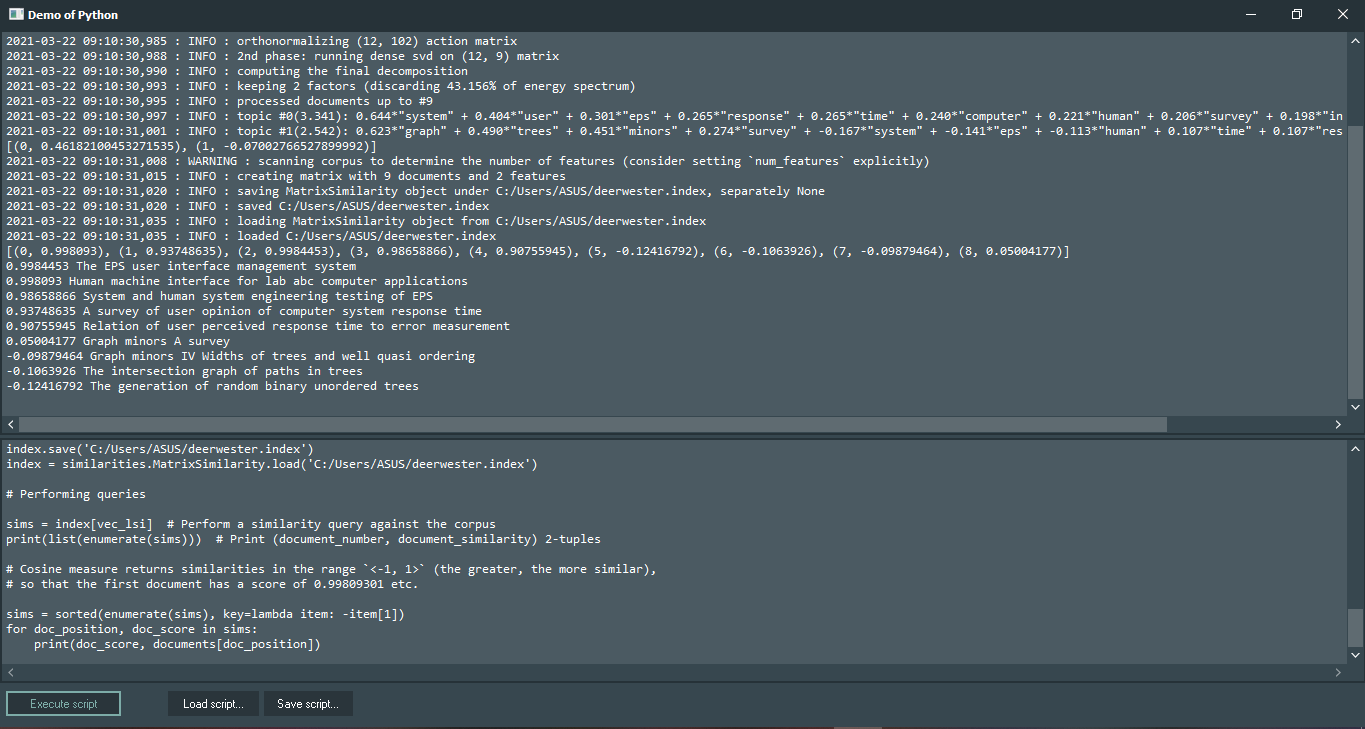 Demo of Python
2021-03-22 09:10:30,985 : INFO : orthonormalizing (12, 102) action matrix
2021-03-22 09:10:30,988 : INFO : 2nd phase: running dense svd on (12, 9) matrix
2021-03-22 09:10:30,990 : INFO : computing the final decomposition
2021-03-22 09:10:30,993 : INFO : keeping 2 factors (discarding 43.156% of energy spectrum)
2021-03-22 09:10:30,995 : INFO : processed documents up to #9
2021-03-22 09:10:30,997 : INFO : topic #0(3.341): 0.644*"system" + 0.404*"user" + 0.301*"eps" + 0.265*"response" + 0.265*"time" + 0.240*"computer" + 0.221*"human" + 0.206*"survey" + 0.198*"in
2021-03-22 09:10:31,001 : INFO : topic #1(2.542): 0.623*"graph" + 0.490*"trees" + 0.451*"minors" + 0.274*"survey" + -0.167*"system" + -0.141*"eps" + -0.113*"human" + 0.107*"time" + 0.107*"res
[(0, 0.46182100453271535), (1, -0.07002766527899992)]
2021-03-22 09:10:31,008 : WARNING : scanning corpus to determine the number of features (consider setting `num_features` explicitly)
2021-03-22 09:10:31,015 : INFO : creating matrix with 9 documents and 2 features
2021-03-22 09:10:31,020 : INFO : saving MatrixSimilarity object under C:/Users/ASUS/deerwester.index, separately None
2021-03-22 09:10:31,020 : INFO : saved C:/Users/ASUS/deerwester.index
2021-03-22 09:10:31,035 : INFO : loading MatrixSimilarity object from C:/Users/ASUS/deerwester.index
2021-03-22 09:10:31,035 : INFO : loaded C:/Users/ASUS/deerwester.index
[(0, 0.998093), (1, 0.93748635), (2, 0.9984453), (3, 0.98658866), (4, 0.90755945), (5, -0.12416792), (6, -0.1063926), (7, -0.09879464), (8, 0.05004177)]
0.9984453 The EPS user interface management system
0.998093 Human machine interface for lab abc computer applications
0.98658866 System and human system engineering testing of EPS
0.93748635 A survey of user opinion of computer system response time
0.90755945 Relation of user perceived response time to error measurement
0.05004177 Graph minors A survey
-0.09879464 Graph minors IV Widths of trees and well quasi ordering
-0.1063926 The intersection graph of paths in trees
-0.12416792 The generation of random binary unordered trees
index.save('C:/Users/ASUS/deerwester.index')
index = similarities.MatrixSimilarity.load('C:/Users/ASUS/deerwester.index')
# Performing queries
sims = index[vec_lsi]  # Perform a similarity query against the corpus
print(list(enumerate(sims)))  # Print (document_number, document_similarity) 2-tuples
# Cosine measure returns similarities in the range `<-1, 1>` (the greater, the more similar),
# so that the first document has a score of 0.99809301 etc.
sims = sorted(enumerate(sims), key=lambda item: -item[1])
for doc_position, doc_score in sims:
    print(doc_score, documents[doc_position])
Execute script
Load script...
Save script...